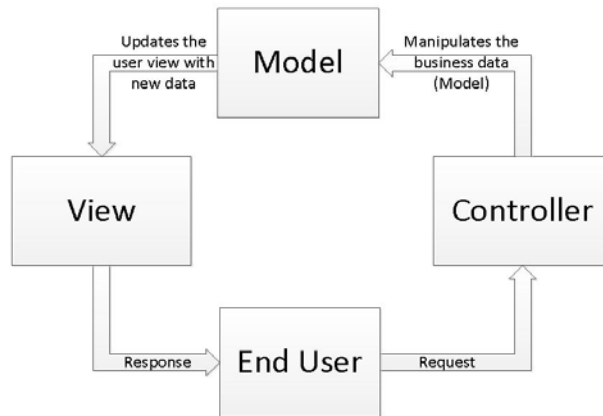 Updates the
user view with
new data
Model
Manipulates the
business data
(Model)
View
Controller
Response
End User
Request